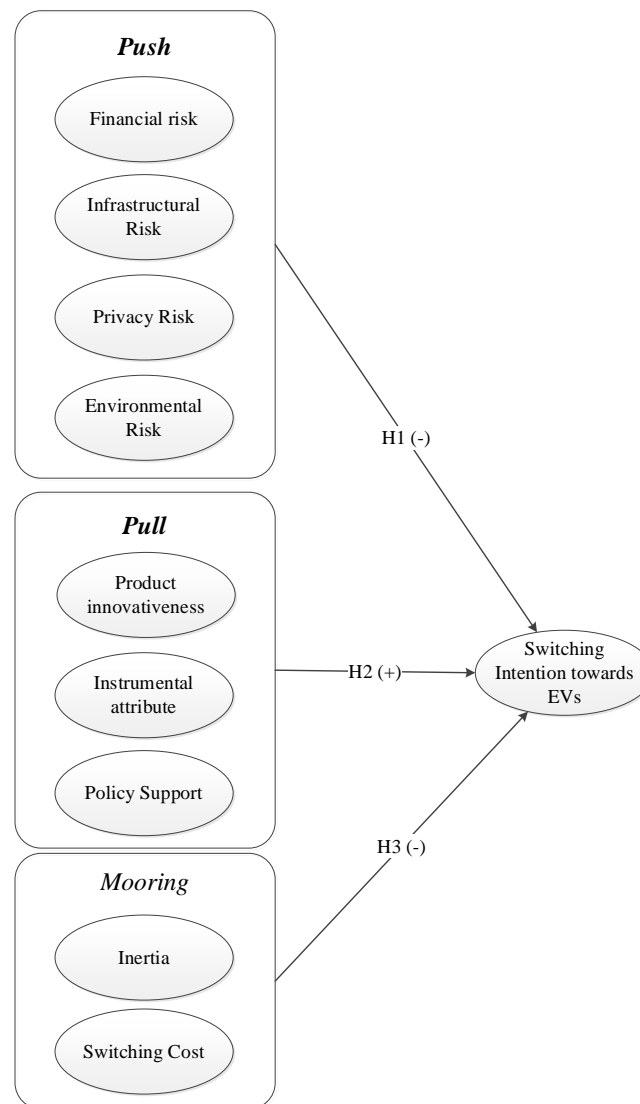 Push
Financial risk
Infrastructural
Risk
Privacy Risk
Environmental
Risk
H1 (-)
Pull
Product
innovativeness
Instrumental
attribute
Policy Support
H2 (+)
Switching
Intention towards
EVs
H3 (-)
Mooring
Inertia
Switching Cost